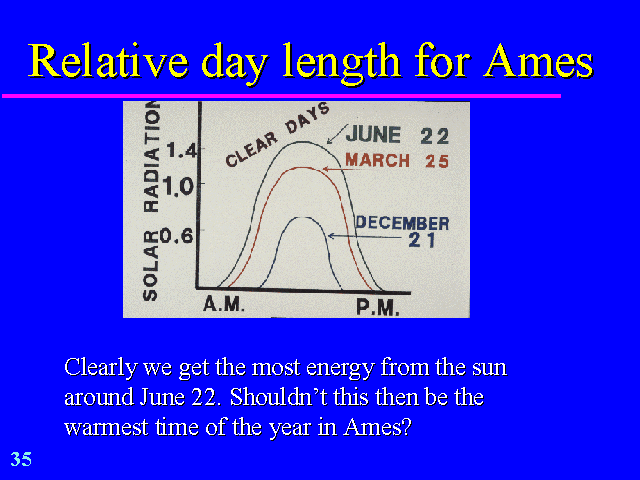 Relative day length for Ames
SOLAR RADIATION
1.4
1.0
0.6
CLEAR DAYS
JUNE 22
MARCH 25
DECEMBER
21
A.M.
P.M.
Clearly we get the most energy from the sun
around June 22. Shouldn’t this then be the
warmest time of the year in Ames?
35